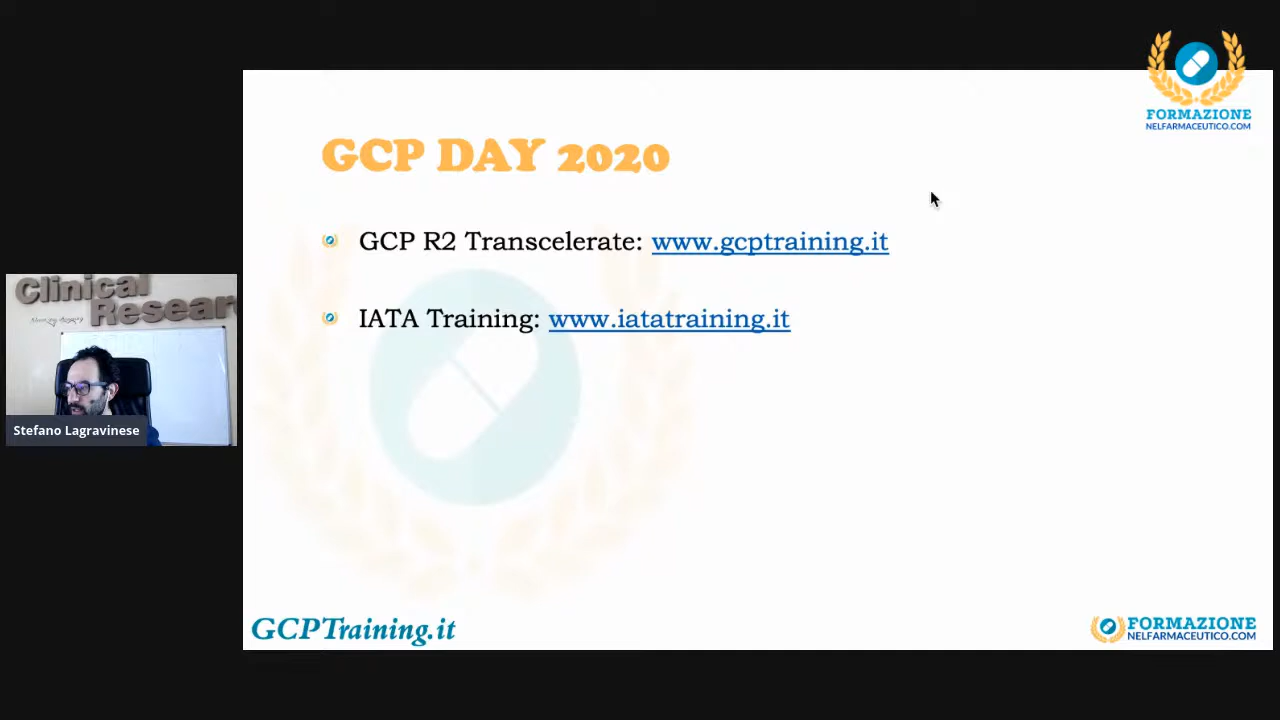 FORMAZIONE
NELFARMACEUTICO.COM
GCP DAY 2020
GCP R2 Transcelerate: www.gcptraining.it
IATA Training: www.iatatraining.it
Clinical
Resear
Stefano Lagravinese
GCPTraining.it
FORMAZIONE
NELFARMACEUTICO.COM